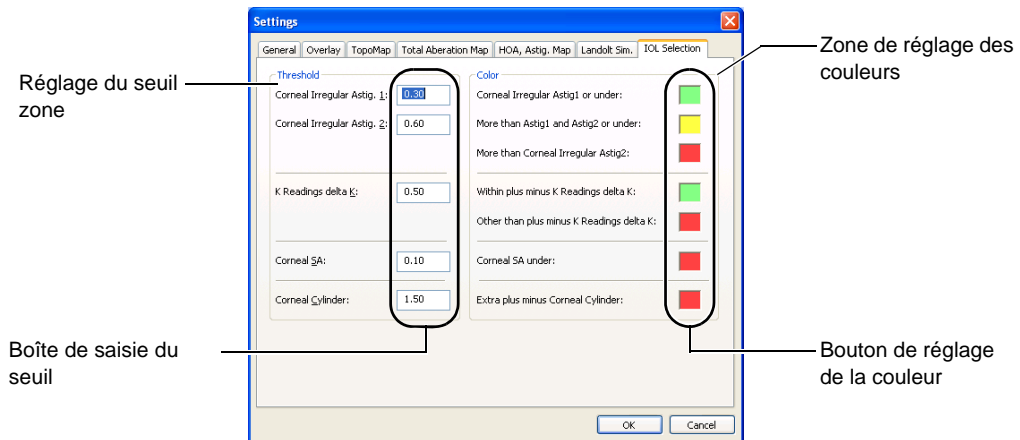 Settings
General Overlay TopoMap Total Aberation Map HOA, Astig. Map Landolt Sim. IOL Selection
Zone de réglage des
couleurs
Réglage du seuil
zone
Threshold
Corneal Irregular Astig. 1: 0.30
Corneal Irregular Astig. 2: 0.60
K Readings delta K: 0.50
Corneal SA: 0.10
Corneal Cylinder: 1.50
Color
Corneal Irregular Astig1 or under:
More than Astig1 and Astig2 or under:
More than Corneal Irregular Astig2:
Within plus minus K Readings delta K:
Other than plus minus K Readings delta K:
Corneal SA under:
Extra plus minus Corneal Cylinder:
Boîte de saisie du
seuil
Bouton de réglage
de la couleur
OK Cancel